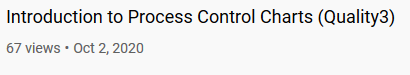 Introduction to Process Control Charts (Quality3)
67 views • Oct 2, 2020